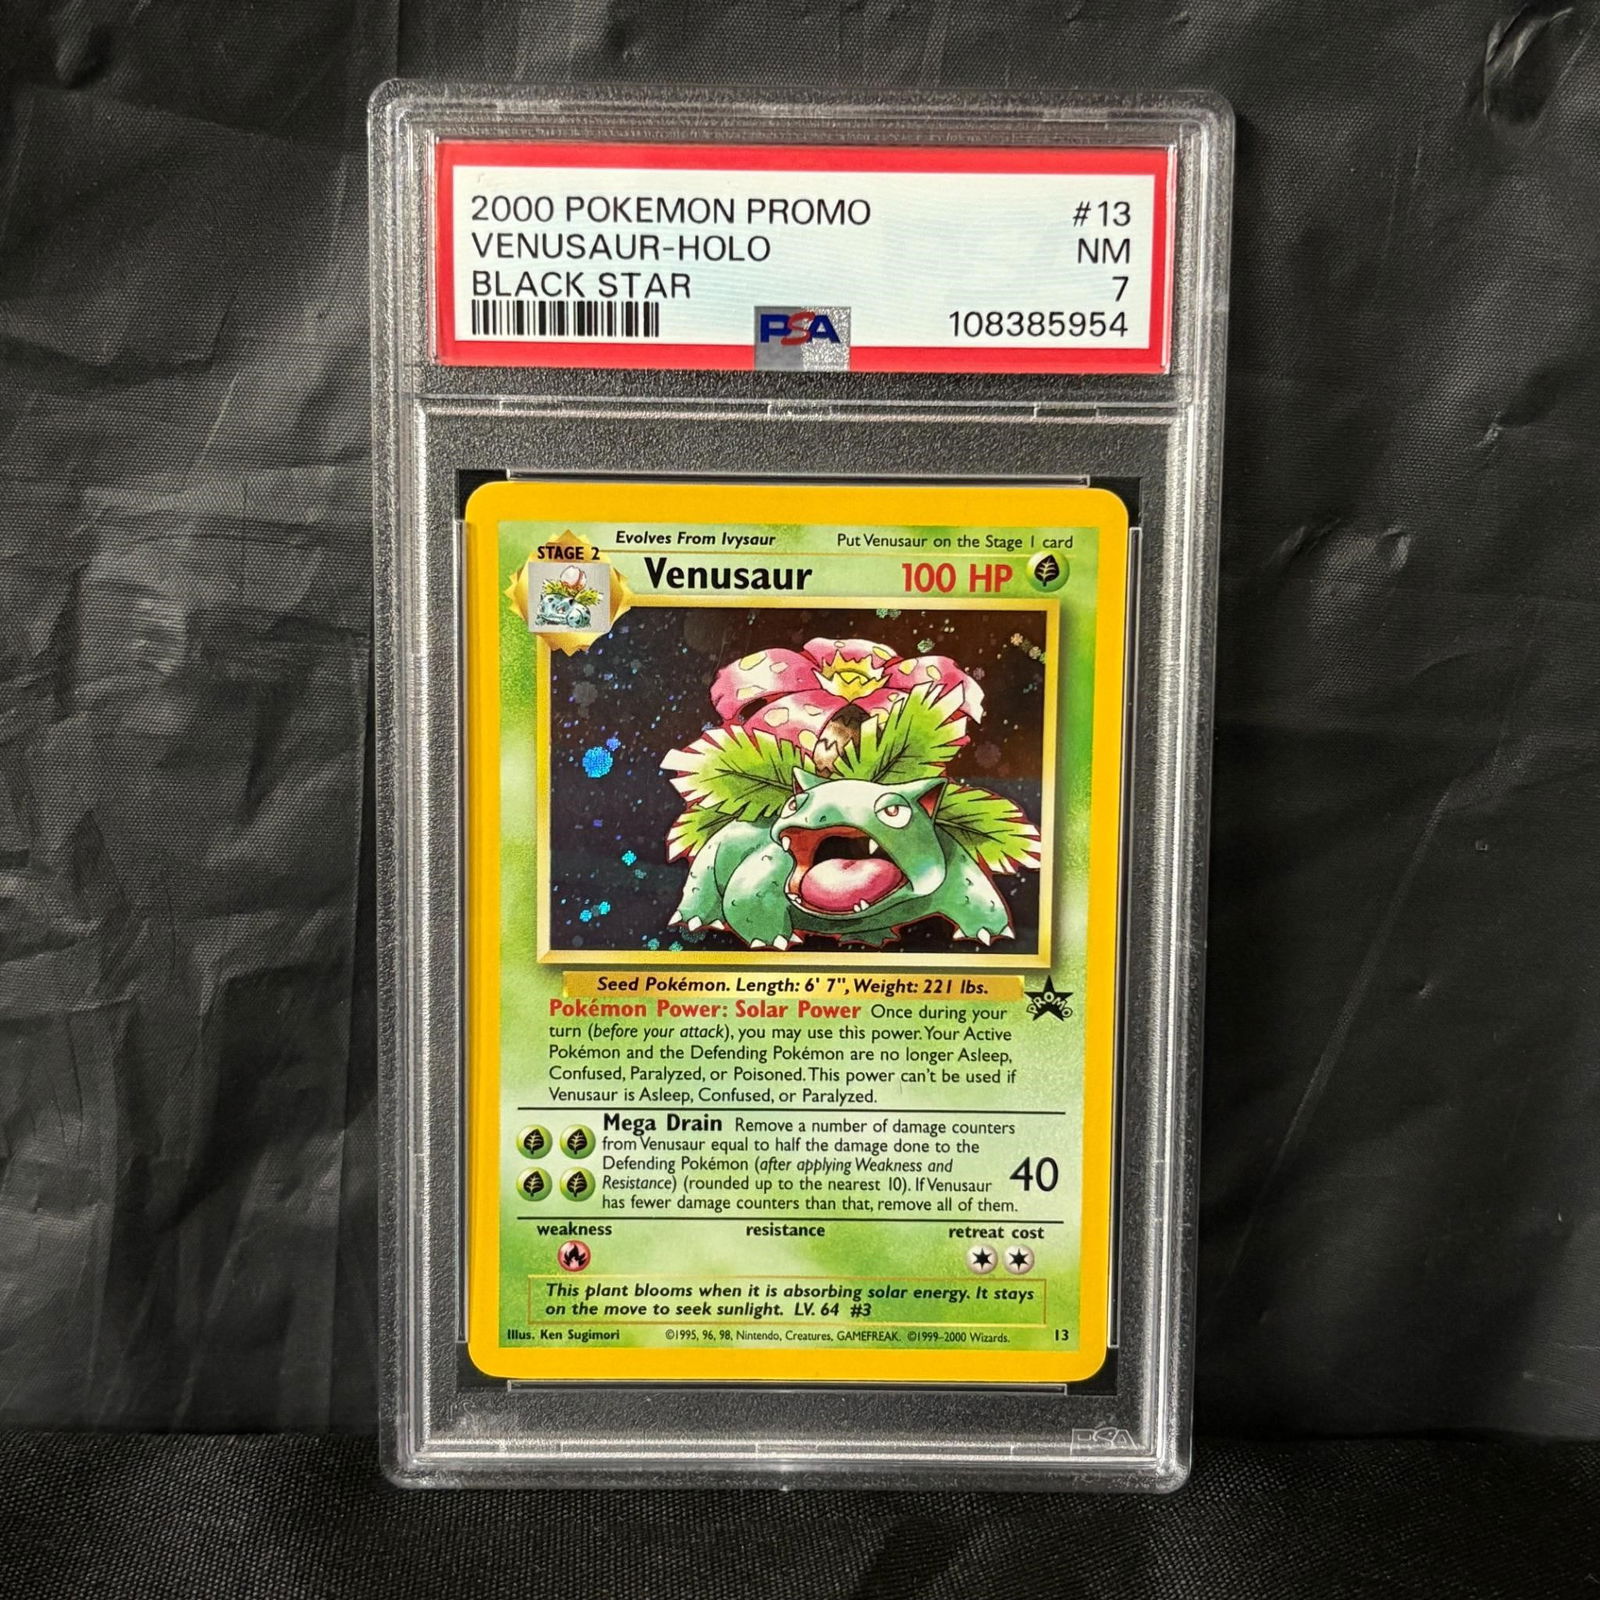 2000 POKEMON PROMO #13
VENUSAUR-HOLO NM
BLACK STAR 7
PSA 108385954
Evolves From Ivysaur Put Venusaur on the Stage 1 card
STAGE 2
Venusaur 100 HP
Seed Pokémon. Length: 6' 7", Weight: 221 lbs.
PROMO
Pokémon Power: Solar Power Once during your
turn (before your attack), you may use this power. Your Active
Pokémon and the Defending Pokémon are no longer Asleep,
Confused, Paralyzed, or Poisoned. This power can't be used if
Venusaur is Asleep, Confused, or Paralyzed.
Mega Drain Remove a number of damage counters
from Venusaur equal to half the damage done to the
Defending Pokémon (after applying Weakness and
Resistance) (rounded up to the nearest 10). If Venusaur
has fewer damage counters than that, remove all of them.
40
weakness resistance retreat cost
This plant blooms when it is absorbing solar energy. It stays
on the move to seek sunlight. LV. 64 #3
Illus. Ken Sugimori ©1995, 96, 98, Nintendo, Creatures, GAMEFREAK. ©1999-2000 Wizards. 13
PSA